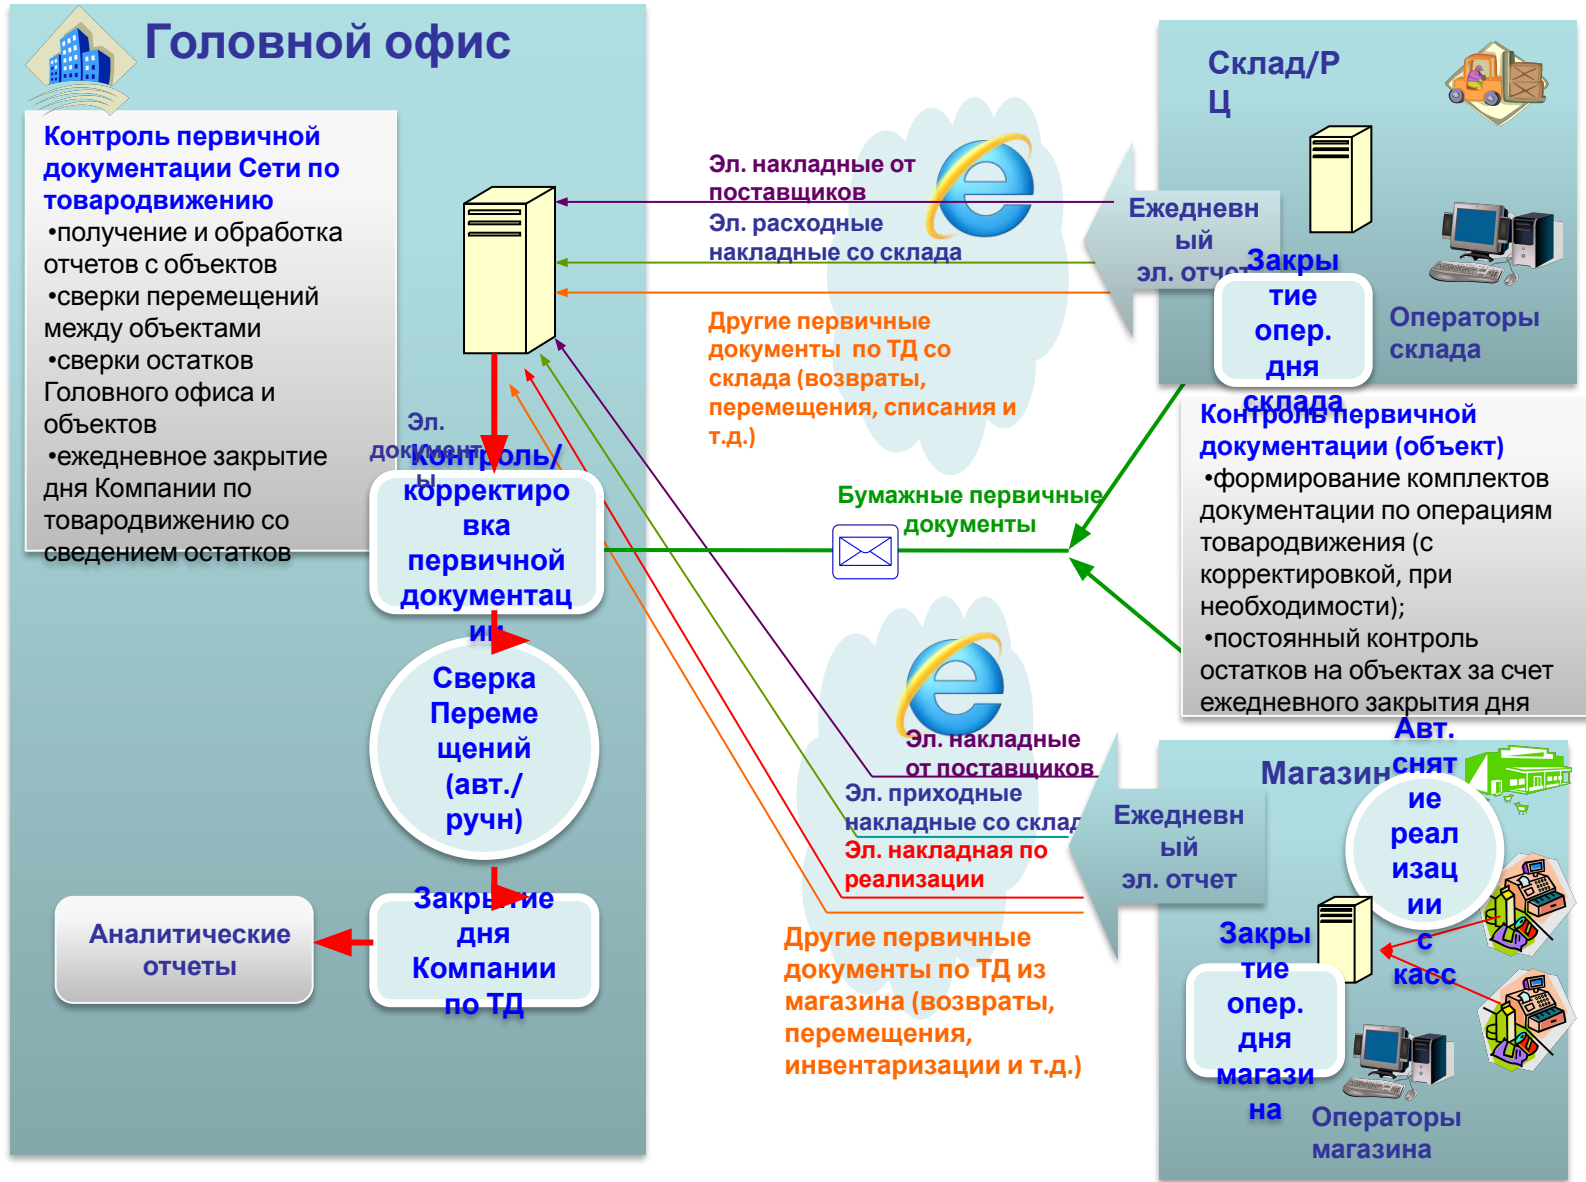 Головной офис
Контроль первичной
документации Сети по
товародвижению
•получение и обработка
отчетов с объектов
•сверки перемещений
между объектами
•сверки остатков
Головного офиса и
объектов
•ежедневное закрытие
дня Компании по
товародвижению со
сведением остатков
Эл.
документ
ы
Контроль/
корректиро
вка
первичной
документац
ии
Сверка
Переме
щений
(авт./
ручн)
Закрытие
дня
Компании
по ТД
Аналитические
отчеты
Эл. накладные от
поставщиков
Эл. расходные
накладные со склада
Другие первичные
документы по ТД со
склада (возвраты,
перемещения, списания и
т.д.)
Бумажные первичные
документы
Эл. накладные
от поставщиков
Эл. приходные
накладные со склад
Эл. накладная по
реализации
Другие первичные
документы по ТД из
магазина (возвраты,
перемещения,
инвентаризации и т.д.)
Склад/Р
Ц
Ежедневн
ый
эл. отчет
Закры
тие
опер.
дня
склада
Операторы
склада
Контроль первичной
документации (объект)
•формирование комплектов
документации по операциям
товародвижения (с
корректировкой, при
необходимости);
•постоянный контроль
остатков на объектах за счет
ежедневного закрытия дня
Магазин
Авт.
снят
ие
реал
изац
ии
с
касс
Ежедневн
ый
эл. отчет
Закры
тие
опер.
дня
магази
на
Операторы
магазина